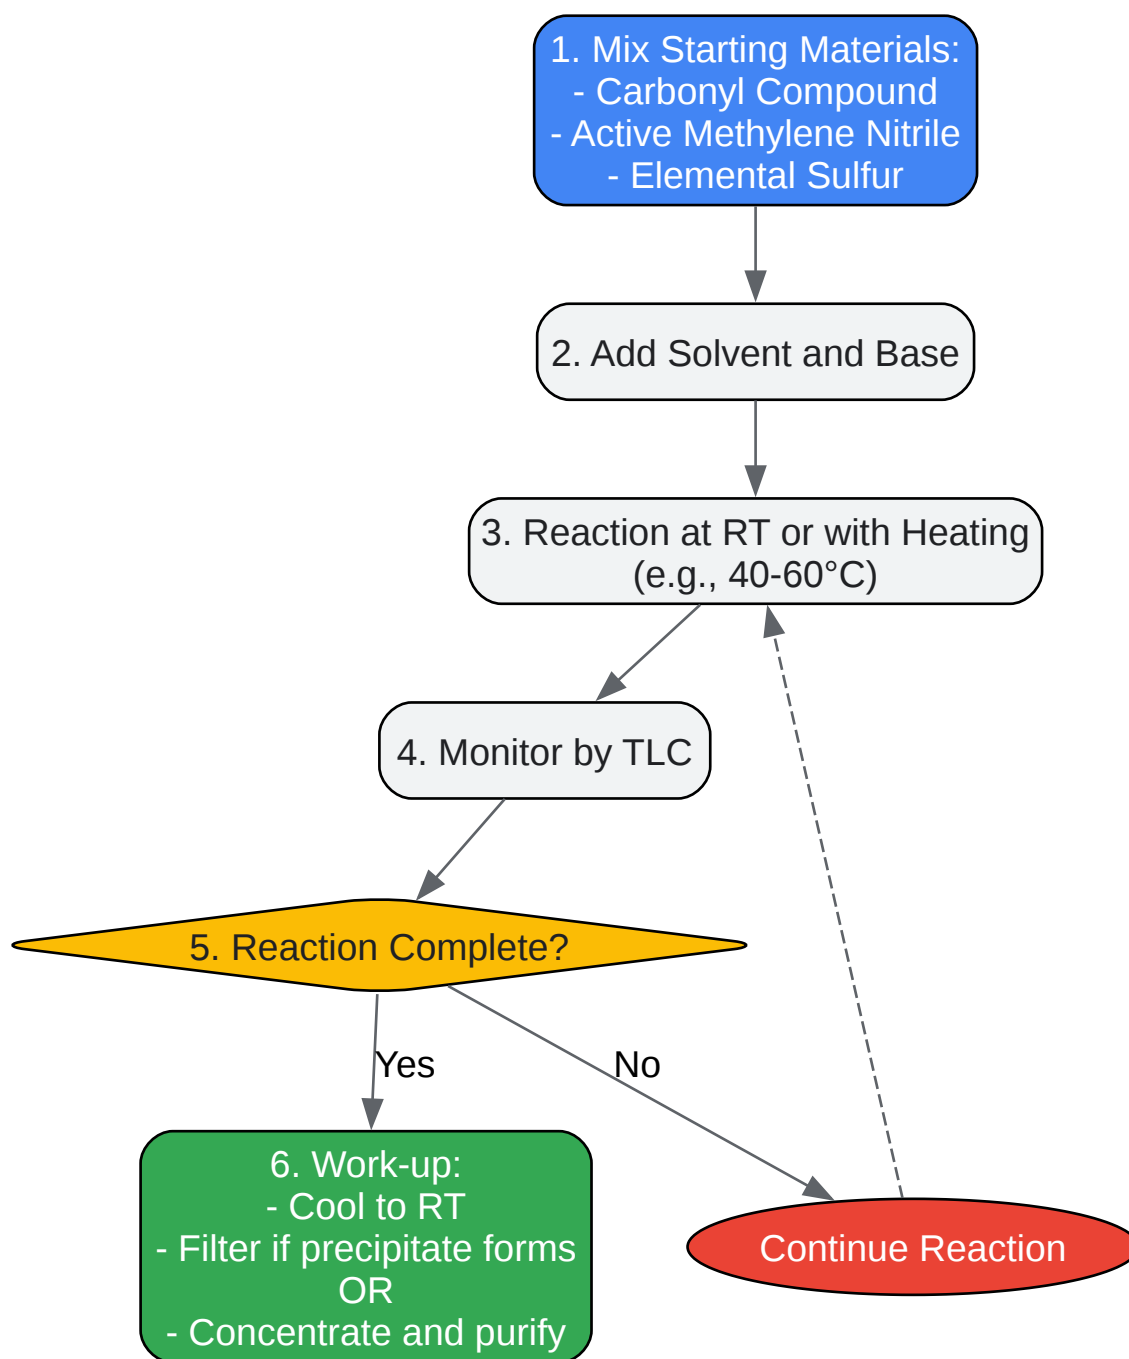 1. Mix Starting Materials:
- Carbonyl Compound
- Active Methylene Nitrile
- Elemental Sulfur
2. Add Solvent and Base
3. Reaction at RT or with Heating
(e.g., 40-60°C)
4. Monitor by TLC
5. Reaction Complete?
Yes
No
6. Work-up:
- Cool to RT
- Filter if precipitate forms
OR
- Concentrate and purify
Continue Reaction